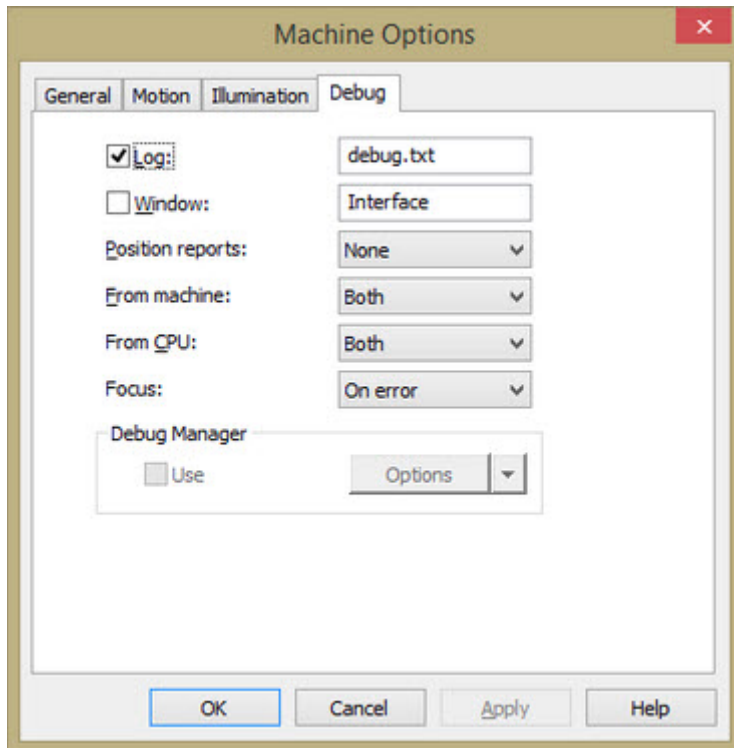 Machine Options
General Motion Illumination Debug
Log: debug.txt
Window: Interface
Position reports: None
From machine: Both
From CPU: Both
Focus: On error
Debug Manager
Use Options
OK Cancel Apply Help